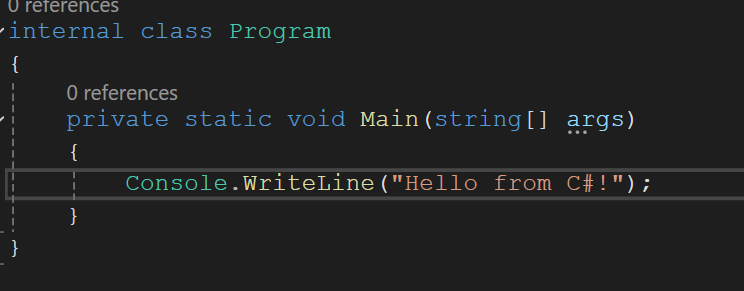 0 references
internal class Program
{
0 references
private static void Main(string[] args)
{
Console.WriteLine("Hello from C#!");
}
}